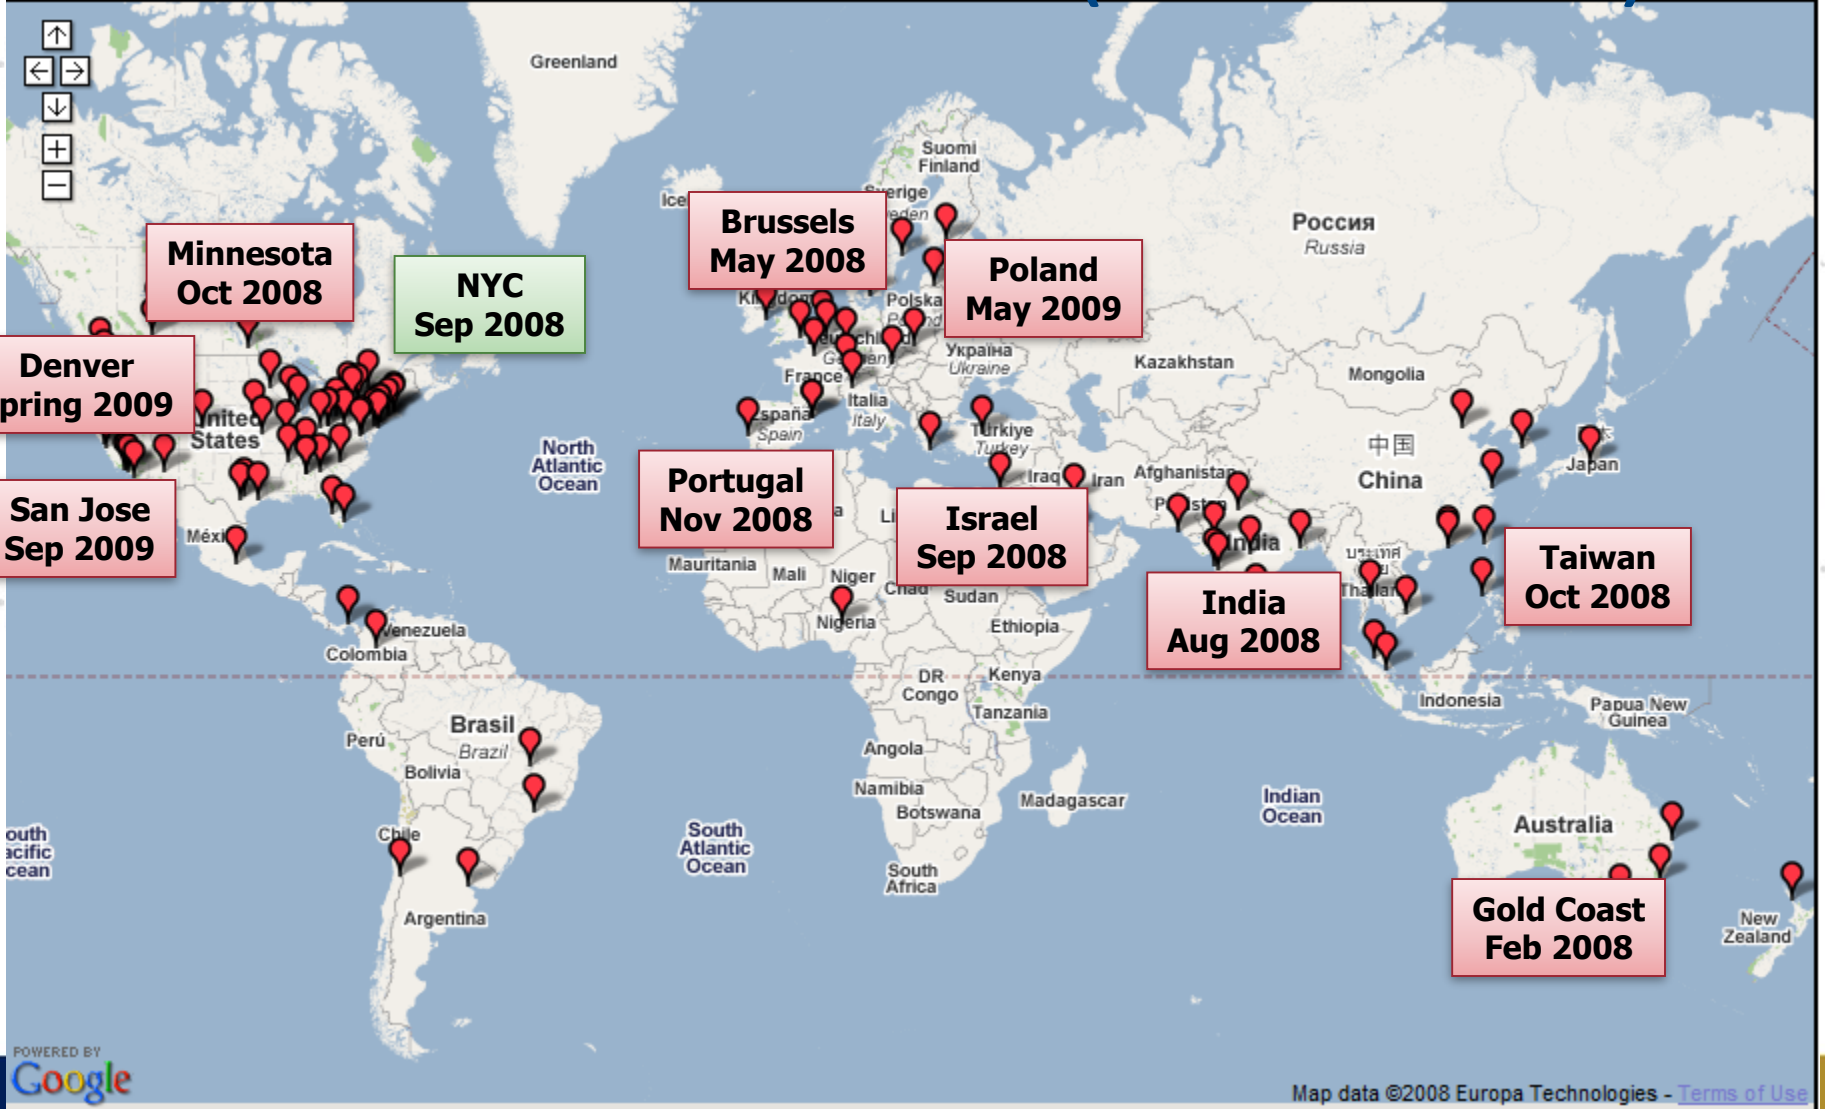 Greenland
Suomi
Finland
Sverige
Brussels
May 2008
Россия
Russia
Minnesota
Oct 2008
NYC
Sep 2008
Poland
May 2009
Polska
Україна
Ukraine
Kazakhstan
Mongolia
Denver
pring 2009
United
States
France
Italia
Italy
España
Spain
Türkiye
Turkey
North
Atlantic
Ocean
中国
China
Japan
Iraq
Iran
Afghanistan
Portugal
Nov 2008
Israel
Sep 2008
San Jose
Sep 2009
India
Taiwan
Oct 2008
Mauritania
Mali
Niger
Chad
Sudan
India
Aug 2008
Nigeria
Ethiopia
Venezuela
Colombia
DR
Congo
Kenya
Tanzania
Indonesia
Papua New
Guinea
Brasil
Brazil
Perú
Bolivia
Angola
Namibia
Botswana
Madagascar
Indian
Ocean
Australia
Chile
South
Atlantic
Ocean
outh
acific
cean
South
Africa
Argentina
Gold Coast
Feb 2008
New
Zealand
POWERED BY
Google
Map data ©2008 Europa Technologies - Terms of Use